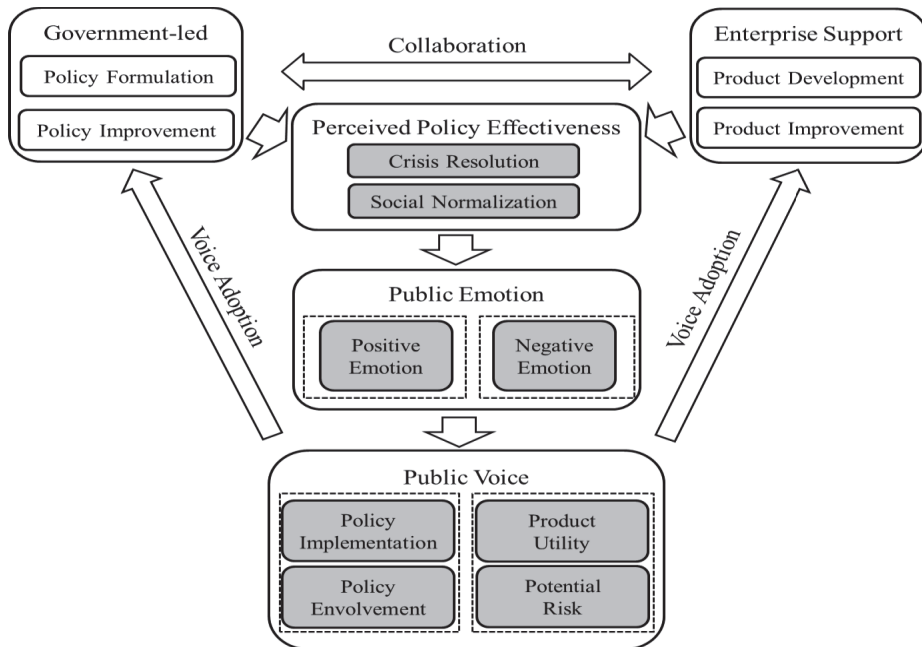 Government-led
Policy Formulation
Policy Improvement
Collaboration
Enterprise Support
Product Development
Product Improvement
Perceived Policy Effectiveness
Crisis Resolution
Social Normalization
Voice Adoption
Voice Adoption
Public Emotion
Positive
Emotion
Negative
Emotion
Public Voice
Policy
Implementation
Policy
Envolvement
Product
Utility
Potential
Risk